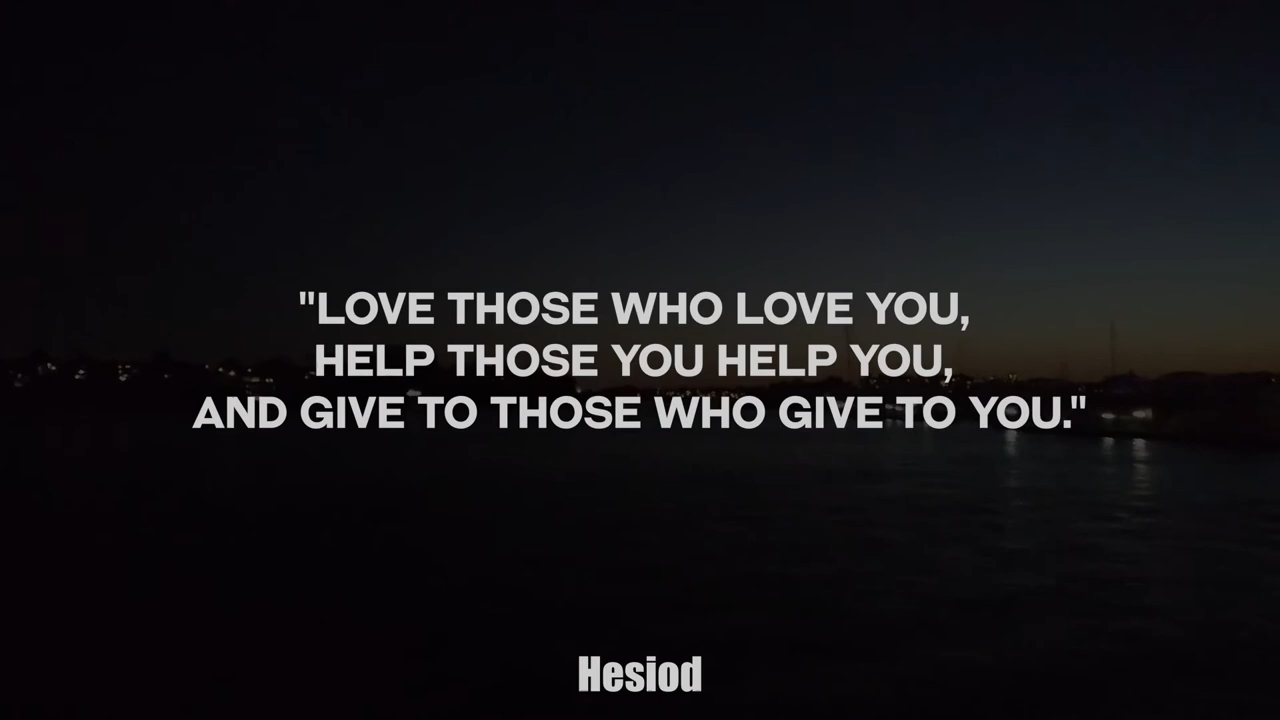 "LOVE THOSE WHO LOVE YOU,
HELP THOSE YOU HELP YOU,
AND GIVE TO THOSE WHO GIVE TO YOU."
Hesiod